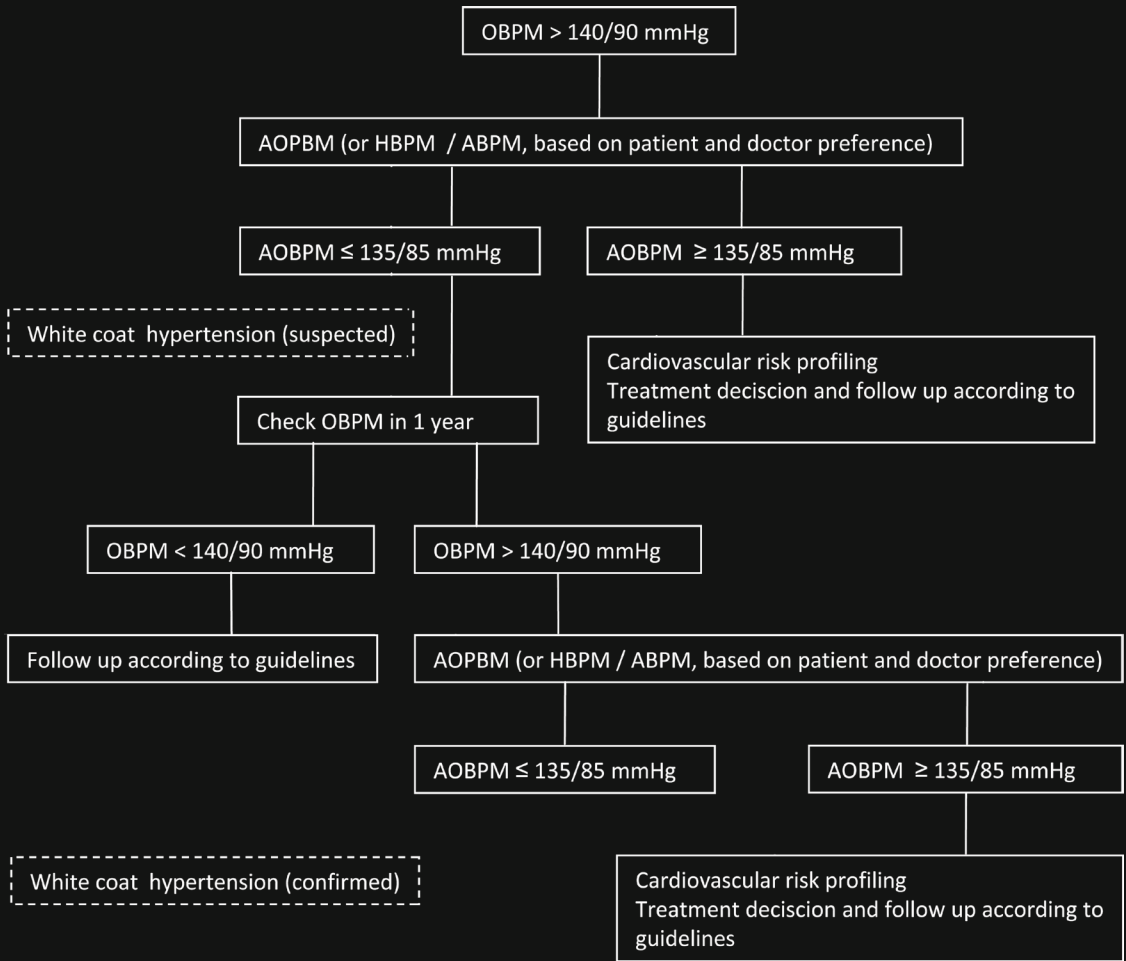 OBPM > 140/90 mmHg
AOPBM (or HBPM / ABPM, based on patient and doctor preference)
AOBPM ≤ 135/85 mmHg
AOBPM ≥ 135/85 mmHg
White coat hypertension (suspected)
Cardiovascular risk profiling
Treatment deciscion and follow up according to
guidelines
Check OBPM in 1 year
OBPM < 140/90 mmHg
OBPM > 140/90 mmHg
Follow up according to guidelines
AOPBM (or HBPM / ABPM, based on patient and doctor preference)
AOBPM ≤ 135/85 mmHg
AOBPM ≥ 135/85 mmHg
White coat hypertension (confirmed)
Cardiovascular risk profiling
Treatment deciscion and follow up according to
guidelines